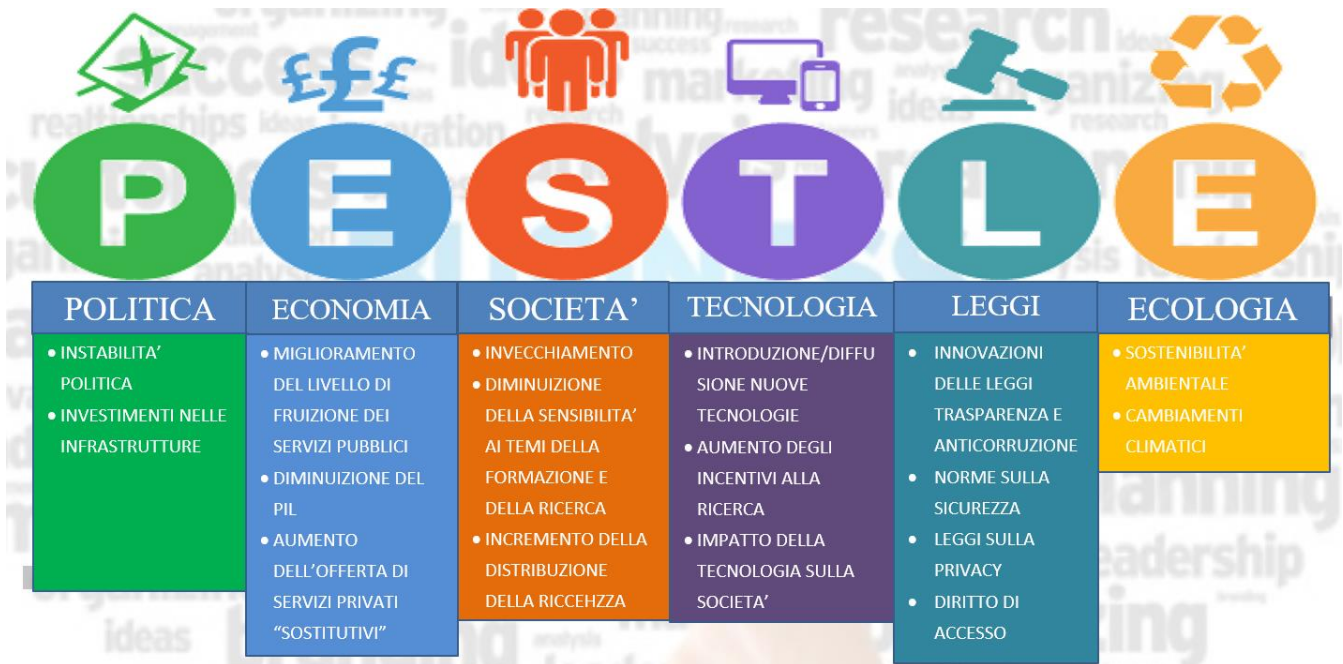 P E S T L E
POLITICA
INSTABILITA'
POLITICA
INVESTIMENTI NELLE
INFRASTRUTTURE
ECONOMIA
MIGLIORAMENTO
DEL LIVELLO DI
FRUIZIONE DEI
SERVIZI PUBBLICI
DIMINUIZIONE DEL
PIL
AUMENTO
DELL'OFFERTA DI
SERVIZI PRIVATI
"SOSTITUTIVI"
SOCIETA'
INVECCHIAMENTO
DIMINUIZIONE
DELLA SENSIBILITA'
AI TEMI DELLA
FORMAZIONE E
DELLA RICERCA
INCREMENTO DELLA
DISTRIBUZIONE
DELLA RICCEHZZA
TECNOLOGIA
INTRODUZIONE/DIFFU
SIONE NUOVE
TECNOLOGIE
AUMENTO DEGLI
INCENTIVI ALLA
RICERCA
IMPATTO DELLA
TECNOLOGIA SULLA
SOCIETA'
LEGGI
INNOVAZIONI
DELLE LEGGI
TRASPARENZA E
ANTICORRUZIONE
NORME SULLA
SICUREZZA
LEGGI SULLA
PRIVACY
DIRITTO DI
ACCESSO
ECOLOGIA
SOSTENIBILITA'
AMBIENTALE
CAMBIAMENTI
CLIMATICI